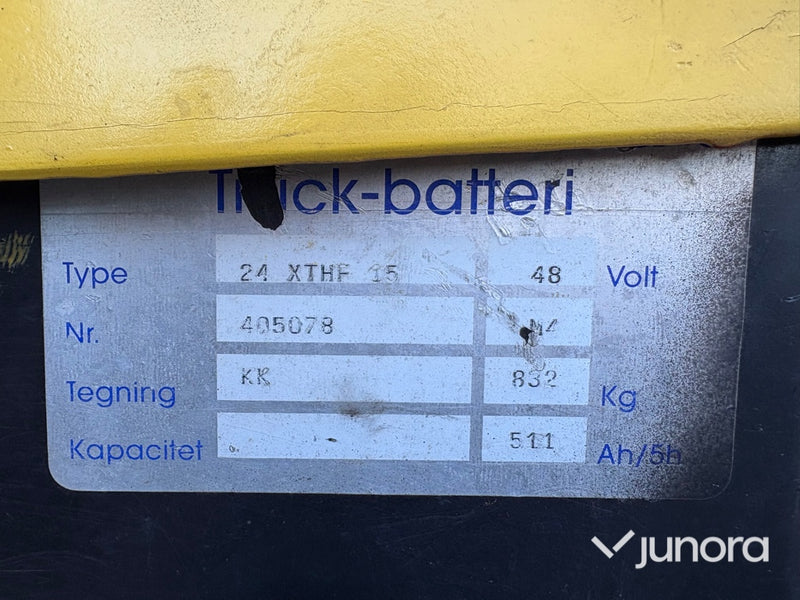 Truck-batteri
Type 24 XTHF 15 48 Volt
Nr. 405078 N4
Tegning KK 832 Kg
Kapacitet 511 Ah/5h
junora